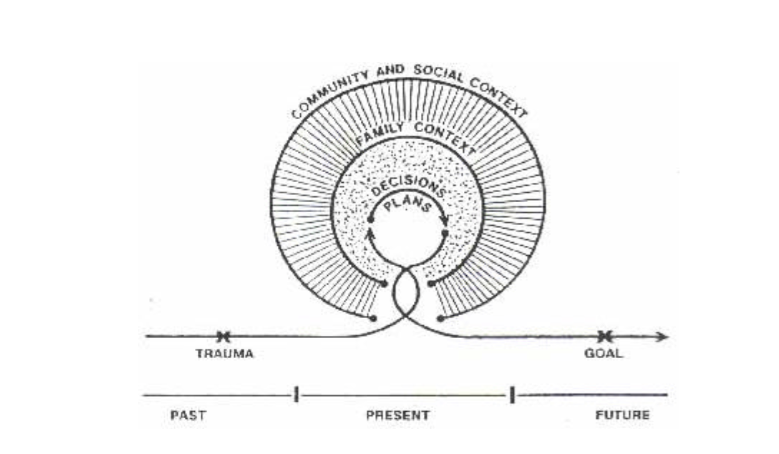 COMMUNITY AND SOCIAL CONTEXT
FAMILY CONTEXT
DECISIONS
PLANS
TRAUMA
GOAL
PAST
PRESENT
FUTURE